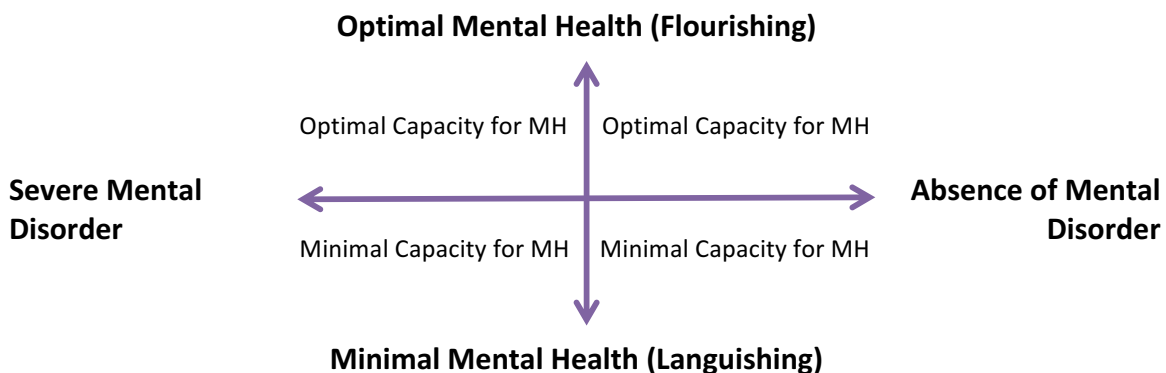 Optimal Mental Health (Flourishing)
Optimal Capacity for MH
Optimal Capacity for MH
Severe Mental
Disorder
Absence of Mental
Disorder
Minimal Capacity for MH
Minimal Capacity for MH
Minimal Mental Health (Languishing)